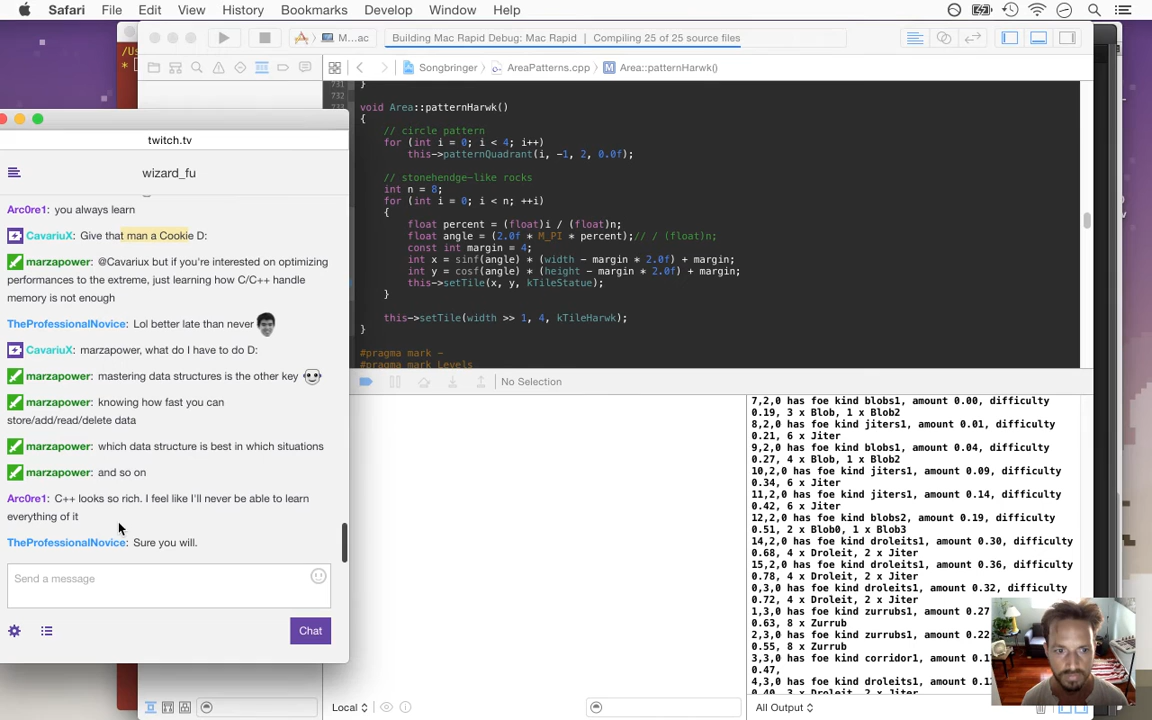 Safari File Edit View History Bookmarks Develop Window Help
M...ac
Building Mac Rapid Debug: Mac Rapid | Compiling 25 of 25 source files
Songbringer
AreaPatterns.cpp
M Area::patternHarwk()
/Us
*
731 }
732
733 void Area::patternHarwk()
{
// circle pattern
for (int i = 0; i < 4; i++)
this->patternQuadrant(i, -1, 2, 0.0f);
// stonehendge-like rocks
int n = 8;
for (int i = 0; i < n; ++i)
{
float percent = (float)i / (float)n;
float angle = (2.0f * M_PI * percent);// / (float)n;
const int margin = 4;
int x = sinf(angle) * (width - margin * 2.0f) + margin;
int y = cosf(angle) * (height - margin * 2.0f) + margin;
this->setTile(x, y, kTileStatue);
}
this->setTile(width >> 1, 4, kTileHarwk);
}
#pragma mark -
#pragma mark Levels
No Selection
twitch.tv
wizard_fu
Arc0re1: you always learn
CavariuX: Give that man a Cookie D:
marzapower: @Cavariux but if you're interested on optimizing
performances to the extreme, just learning how C/C++ handle
memory is not enough
TheProfessionalNovice: Lol better late than never
CavariuX: marzapower, what do I have to do D:
marzapower: mastering data structures is the other key
marzapower: knowing how fast you can
store/add/read/delete data
marzapower: which data structure is best in which situations
marzapower: and so on
Arc0re1: C++ looks so rich. I feel like I'll never be able to learn
everything of it
TheProfessionalNovice: Sure you will.
Send a message
Chat
7,2,0 has foe kind blobs1, amount 0.00, difficulty
0.19, 3 x Blob, 1 x Blob2
8,2,0 has foe kind jiters1, amount 0.01, difficulty
0.21, 6 x Jiter
9,2,0 has foe kind blobs1, amount 0.04, difficulty
0.27, 4 x Blob, 1 x Blob2
10,2,0 has foe kind jiters1, amount 0.09, difficulty
0.34, 6 x Jiter
11,2,0 has foe kind jiters1, amount 0.14, difficulty
0.42, 6 x Jiter
12,2,0 has foe kind blobs2, amount 0.19, difficulty
0.51, 2 x Blob0, 1 x Blob3
14,2,0 has foe kind droleits1, amount 0.30, difficulty
0.68, 4 x Droleit, 2 x Jiter
15,2,0 has foe kind droleits1, amount 0.36, difficulty
0.78, 4 x Droleit, 2 x Jiter
0,3,0 has foe kind droleits1, amount 0.32, difficulty
0.72, 4 x Droleit, 2 x Jiter
1,3,0 has foe kind zurrubs1, amount 0.27
0.63, 8 x Zurrub
2,3,0 has foe kind zurrubs1, amount 0.22
0.55, 8 x Zurrub
3,3,0 has foe kind corridor1, amount
0.47,
4,3,0 has foe kind droleits1, amount
0.40, 3 x Droleit, 2 x Jiter
Local
All Output